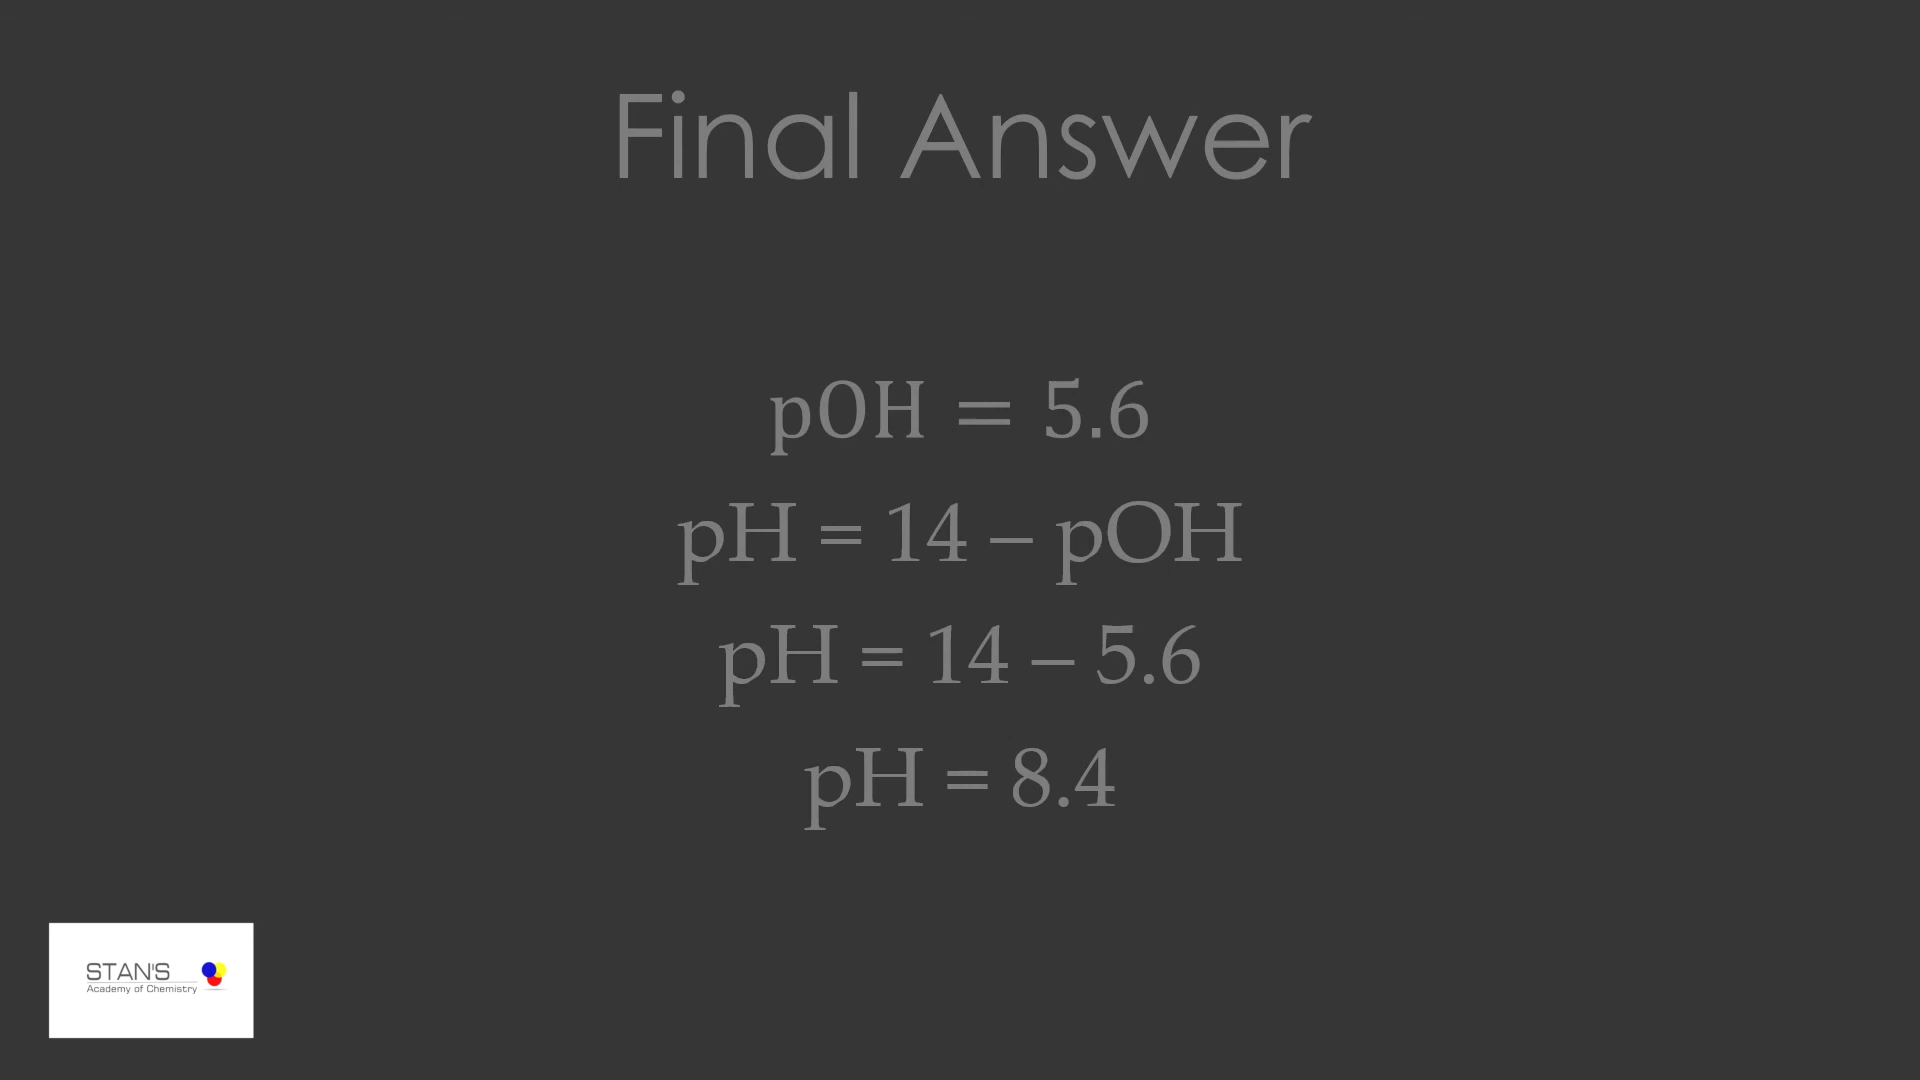 Final Answer
pOH = 5.6
pH = 14 – pOH
pH = 14 – 5.6
pH = 8.4
STAN'S
Academy of Chemistry